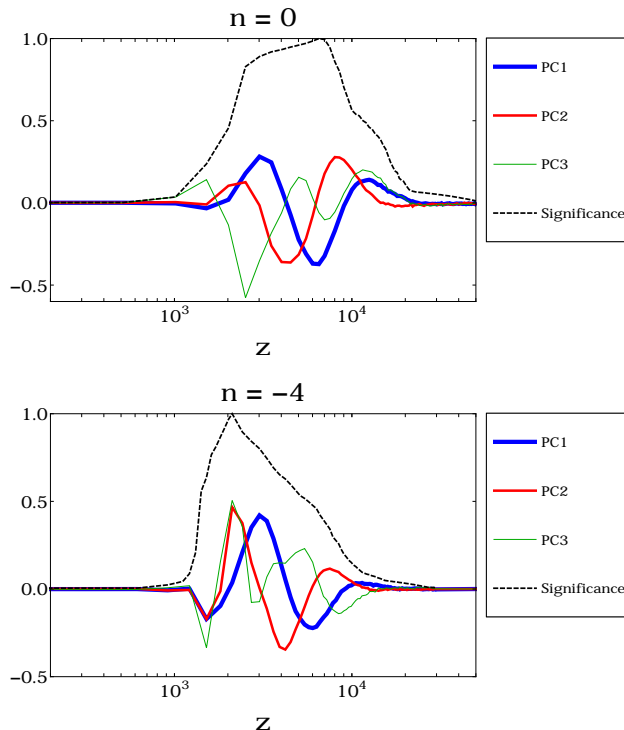 n = 0
1.0
0.5
0.0
−0.5
10³
10⁴
z
PC1
PC2
PC3
Significance
n = −4
1.0
0.5
0.0
−0.5
10³
10⁴
z
PC1
PC2
PC3
Significance